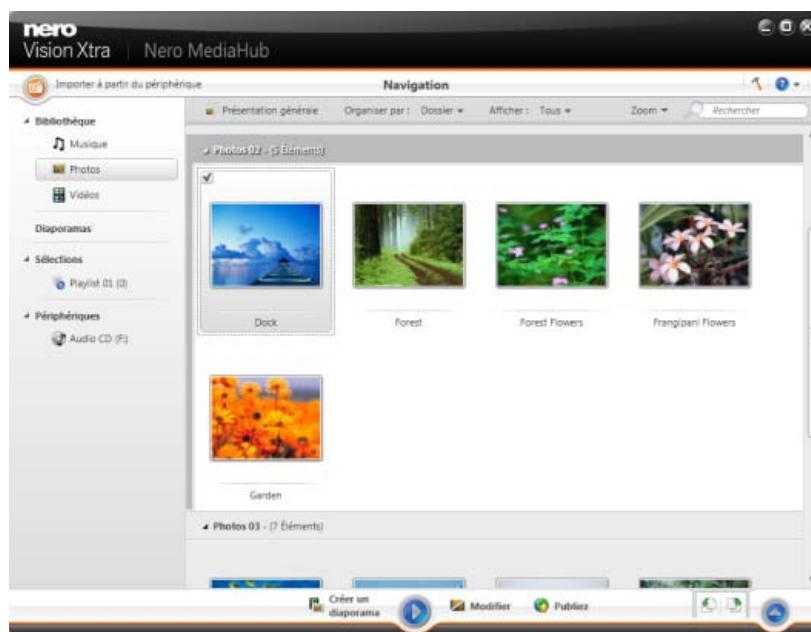 nero
Vision Xtra | Nero MediaHub
Importer à partir du périphérique
Navigation
Bibliothèque
Musique
Photos
Vidéos
Diaporamas
Sélections
Playlist 01 (0)
Périphériques
Audio CD (F:)
Présentation générale Organiser par : Dossier Afficher : Tous Zoom Rechercher
Photos 02 - (5 Éléments)
Dock
Forest
Forest Flowers
Frangipani Flowers
Garden
Photos 03 - (7 Éléments)
Créer un
diaporama
Modifier
Publiez